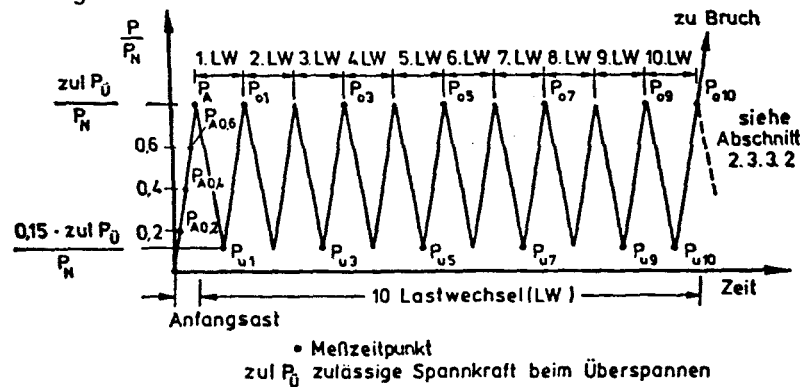 zu Bruch
P
P_N
1. LW 2. LW 3. LW 4. LW 5. LW 6. LW 7. LW 8. LW 9. LW 10. LW
zul P_Ü
P_N
P_A P_o1 P_o3 P_o5 P_o7 P_o9 P_o10
P_A0,6
siehe
Abschnitt
2.3.3.2
0,6
0,4
P_A0,4
0,15 · zul P_Ü
P_N
0,2
P_A0,2
P_u1 P_u3 P_u5 P_u7 P_u9 P_u10
10 Lastwechsel (LW)
Zeit
Anfangsast
• Meßzeitpunkt
zul P_Ü zulässige Spannkraft beim Überspannen